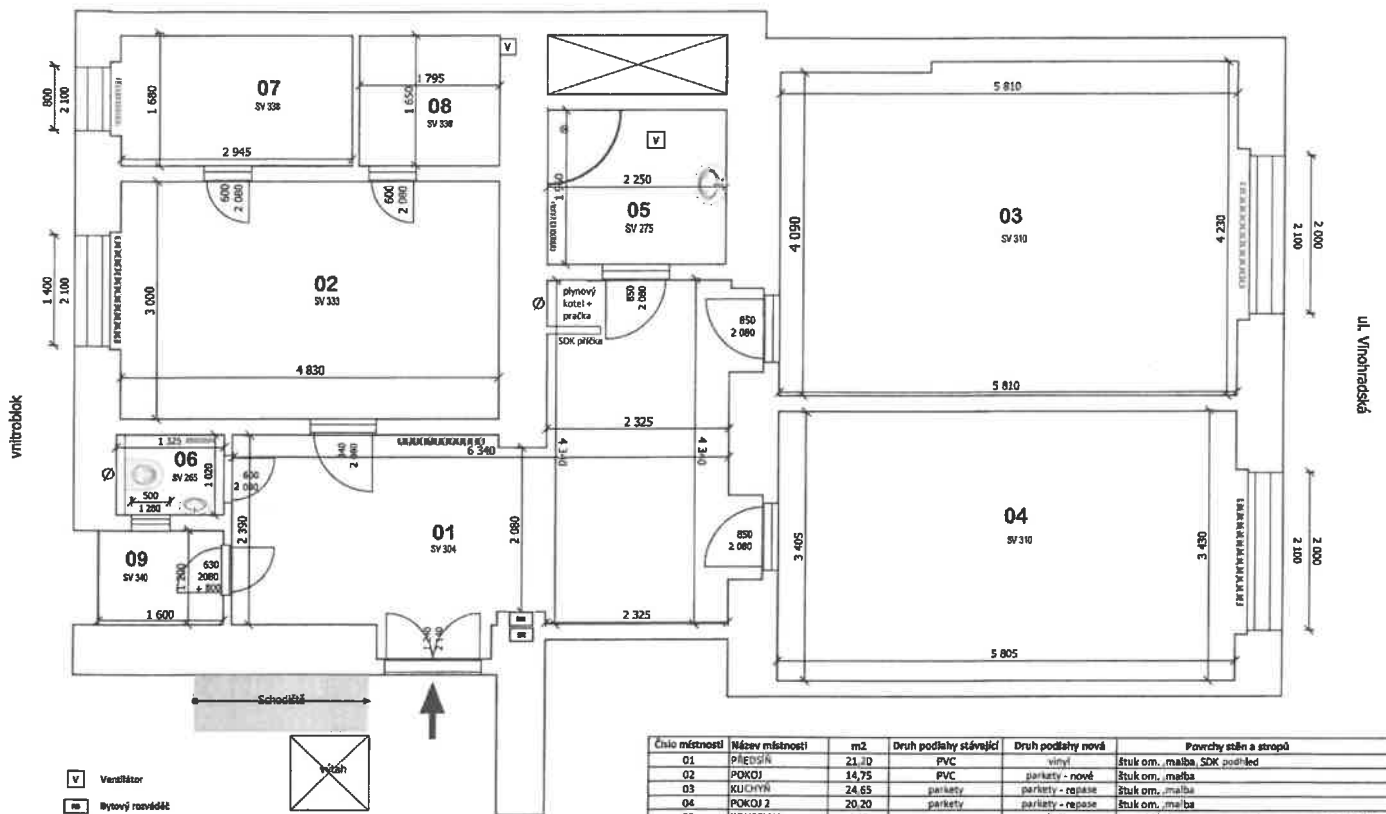 07
SV 338
1 680
2 945
800
2 100
1 795
1 650
08
SV 338
V
600
2 080
600
2 080
02
SV 333
3 000
4 830
1 400
2 100
vnitroblok
V
2 250
05
SV 275
plynový
kotel +
pračka
SDK příčka
850
2 080
850
2 080
850
2 080
5 810
03
SV 310
4 090
4 230
5 810
2 000
2 100
ul. Vinohradská
04
SV 310
3 405
3 430
5 805
2 000
2 100
1 325
06
SV 265
1 020
500
1 280
600
2 080
6 340
2 325
2 325
01
SV 304
2 390
2 080
09
SV 340
1 200
1 600
630
2080
+ 800
1 240
2 140
Schodiště
Výtah
V Ventilátor
RB Bytový rozváděč
Číslo místnosti Název místnosti m2 Druh podlahy stávající Druh podlahy nová Povrchy stěn a stropů
01 PŘEDSÍŇ 21,20 PVC vinyl štuk om. ,malba, SDK podhled
02 POKOJ 14,75 PVC parkety - nové štuk om. ,malba
03 KUCHYŇ 24,65 parkety parkety - repase štuk om. ,malba
04 POKOJ 2 20,20 parkety parkety - repase štuk om. ,malba